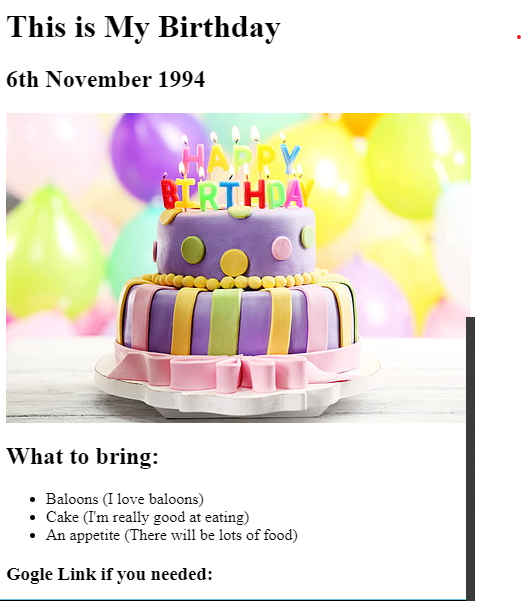 This is My Birthday
6th November 1994
HAPPY
BIRTHDAY
What to bring:
Baloons (I love baloons)
Cake (I'm really good at eating)
An appetite (There will be lots of food)
Gogle Link if you needed: